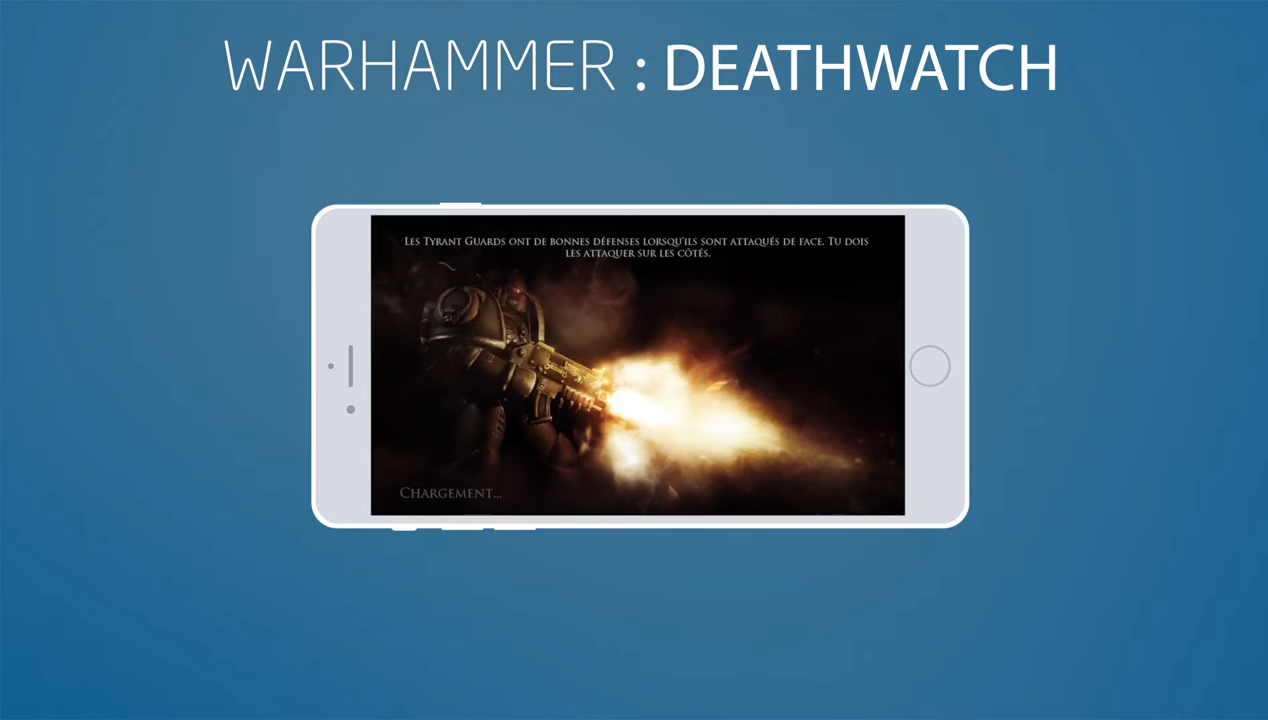 WARHAMMER : DEATHWATCH
Les Tyrant Guards ont de bonnes défenses lorsqu'ils sont attaqués de face. Tu dois
les attaquer sur les côtés.
Chargement...